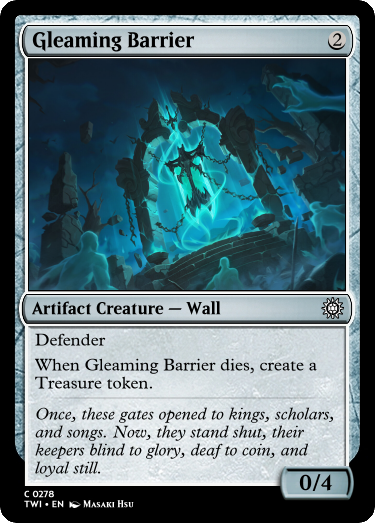 Gleaming Barrier 2
Artifact Creature — Wall
Defender
When Gleaming Barrier dies, create a
Treasure token.
Once, these gates opened to kings, scholars,
and songs. Now, they stand shut, their
keepers blind to glory, deaf to coin, and
loyal still.
0/4
C 0278
TWI • EN Masaki Hsu